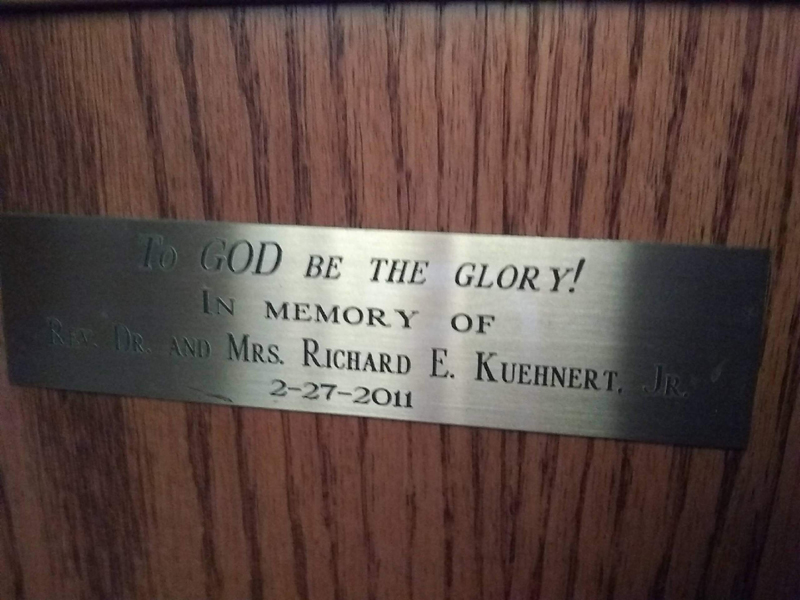 To GOD BE THE GLORY!
IN MEMORY OF
REV. DR. AND MRS. RICHARD E. KUEHNERT, JR.
2-27-2011